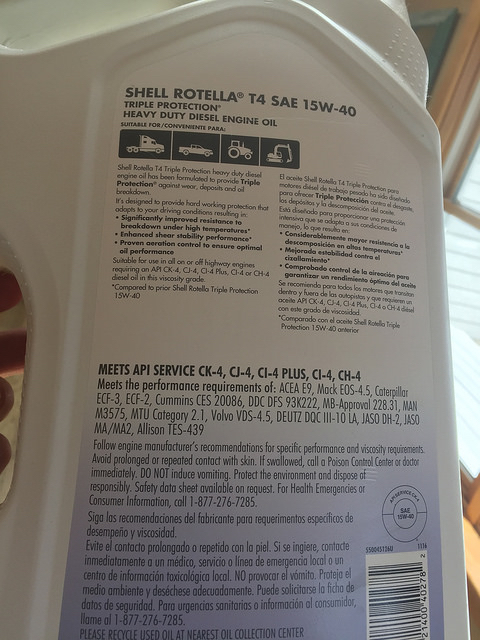 SHELL ROTELLA® T4 SAE 15W-40
TRIPLE PROTECTION*
HEAVY DUTY DIESEL ENGINE OIL
SUITABLE FOR/CONVENIENTE PARA:
Shell Rotella T4 Triple Protection heavy duty diesel
engine oil has been formulated to provide Triple
Protection* against wear, deposits and oil
breakdown.
It's designed to provide hard working protection that
adapts to your driving conditions resulting in:
• Significantly improved resistance to
breakdown under high temperatures*
• Enhanced shear stability performance*
• Proven aeration control to ensure optimal
oil performance
Suitable for use in all on or off highway engines
requiring an API CK-4, CJ-4, CI-4 Plus, CI-4 or CH-4
diesel oil in this viscosity grade.
*Compared to prior Shell Rotella Triple Protection
15W-40
El aceite Shell Rotella T4 Triple Protection para
motores diésel de trabajo pesado ha sido diseñado
para ofrecer Triple Protección contra el desgaste,
los depósitos y la descomposición del aceite.
Está diseñado para proporcionar una protección
intensiva que se adapta a sus condiciones de
manejo, lo que resulta en:
• Considerablemente mayor resistencia a la
descomposición en altas temperaturas*
• Mejorada estabilidad contra el
cizallamiento*
• Comprobado control de la aireación para
garantizar un rendimiento óptimo del aceite
Se recomienda para todos los motores que transitan
dentro y fuera de las autopistas y que requieren un
aceite API CK-4, CJ-4, CI-4 Plus, CI-4 o CH-4 diésel
con este grado de viscosidad.
*Comparado con el aceite Shell Rotella Triple
Protection 15W-40 anterior
MEETS API SERVICE CK-4, CJ-4, CI-4 PLUS, CI-4, CH-4
Meets the performance requirements of: ACEA E9, Mack EOS-4.5, Caterpillar
ECF-3, ECF-2, Cummins CES 20086, DDC DFS 93K222, MB-Approval 228.31, MAN
M3575, MTU Category 2.1, Volvo VDS-4.5, DEUTZ DQC III-10 LA, JASO DH-2, JASO
MA/MA2, Allison TES-439
Follow engine manufacturer's recommendations for specific performance and viscosity requirements.
Avoid prolonged or repeated contact with skin. If swallowed, call a Poison Control Center or doctor
immediately. DO NOT induce vomiting. Protect the environment and dispose of
responsibly. Safety data sheet available on request. For Health Emergencies or
Consumer Information, call 1-877-276-7285.
Siga las recomendaciones del fabricante para requerimientos específicos de
desempeño y viscosidad.
Evite el contacto prolongado o repetido con la piel. Si se ingiere, contacte
inmediatamente a un médico, servicio o línea de emergencia local o un
centro de información toxicológica local. NO provocar el vómito. Proteja el
medio ambiente y deséchese adecuadamente. Puede solicitarse la ficha de
datos de seguridad. Para urgencias sanitarias o información al consumidor,
llame al 1-877-276-7285.
PLEASE RECYCLE USED OIL AT NEAREST OIL COLLECTION CENTER
API SERVICE CK-4
SAE
15W-40
1116